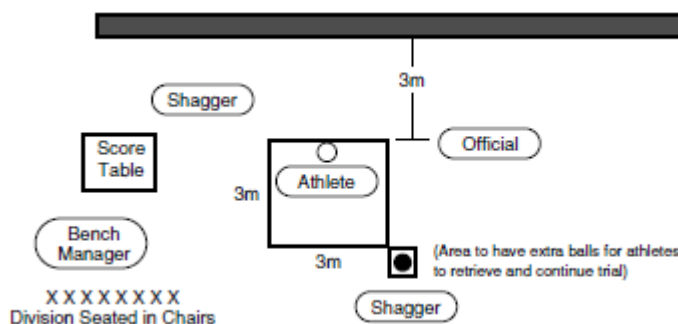 3m
Shagger
Official
Score
Table
Athlete
3m
Bench
Manager
3m
(Area to have extra balls for athletes
to retrieve and continue trial)
X X X X X X X X
Division Seated in Chairs
Shagger